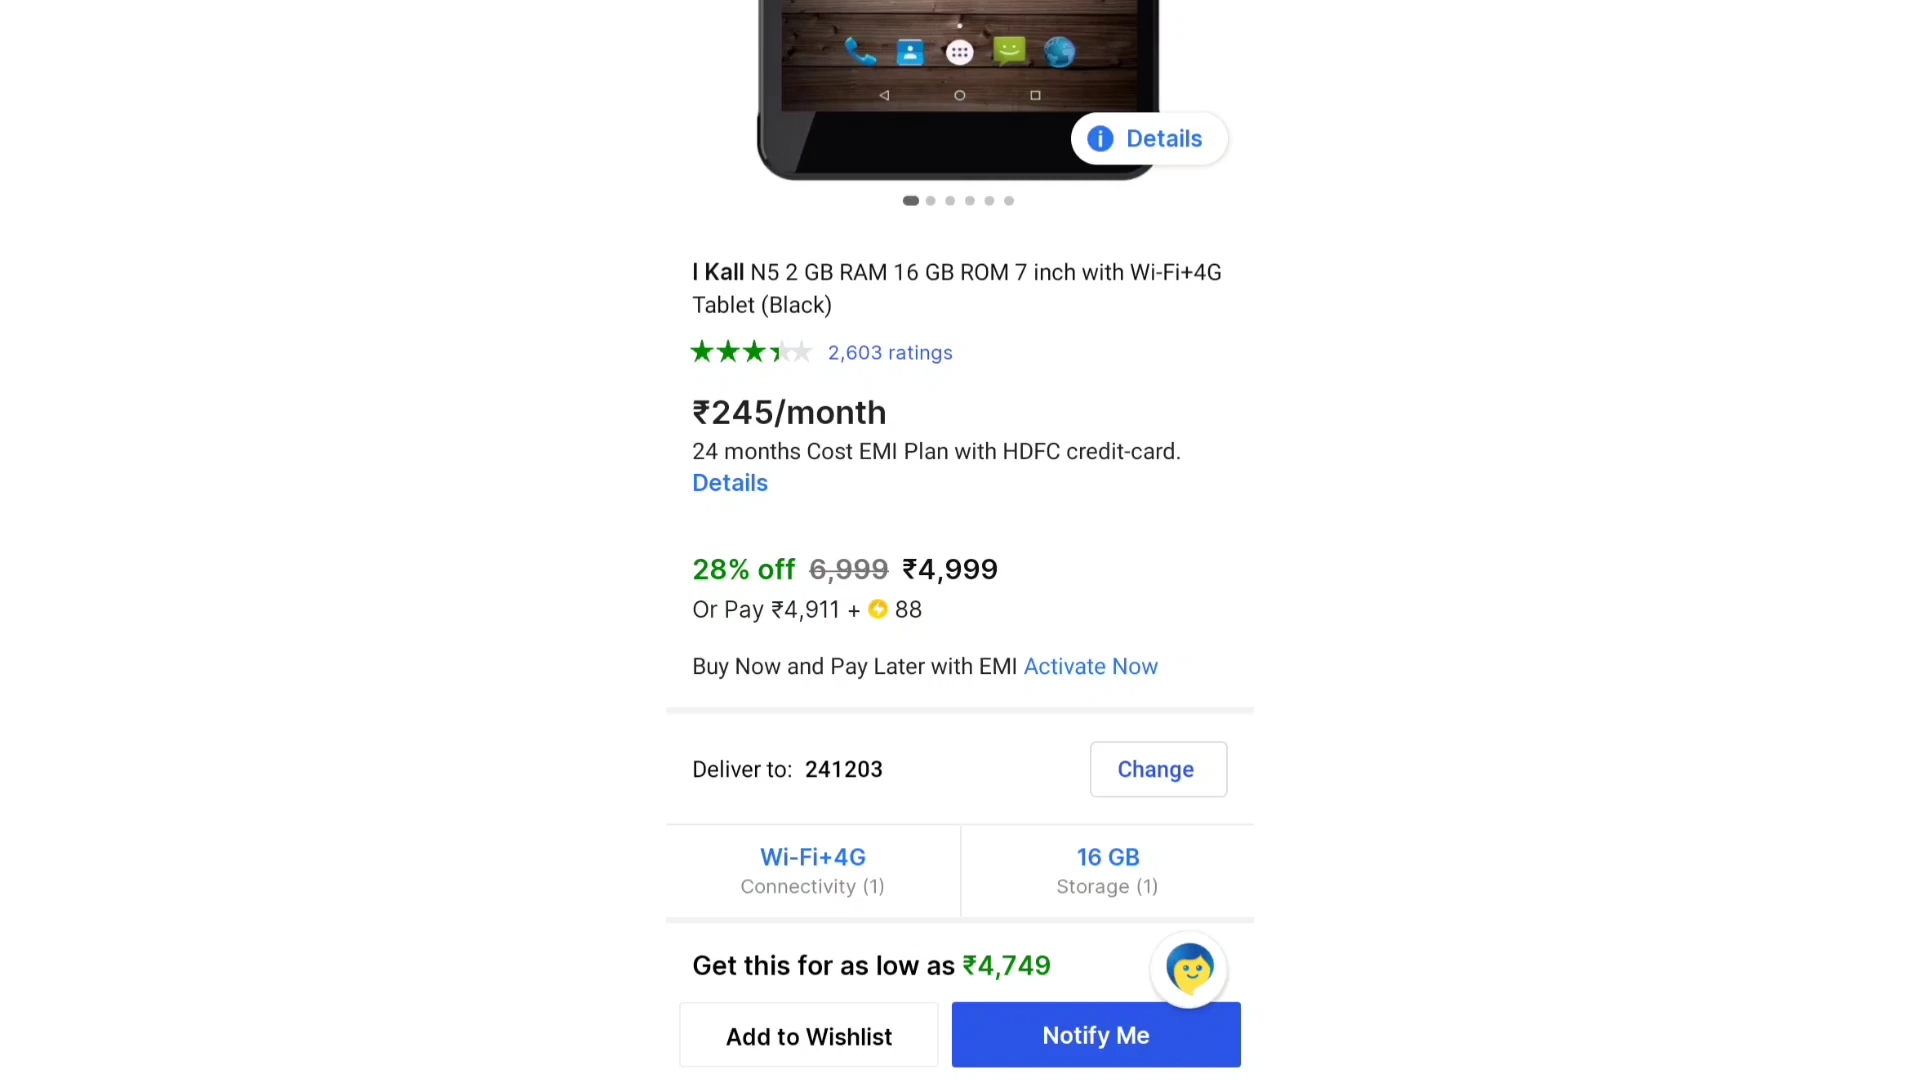 Details
I Kall N5 2 GB RAM 16 GB ROM 7 inch with Wi-Fi+4G
Tablet (Black)
2,603 ratings
₹245/month
24 months Cost EMI Plan with HDFC credit-card.
Details
28% off 6,999 ₹4,999
Or Pay ₹4,911 + 88
Buy Now and Pay Later with EMI Activate Now
Deliver to: 241203
Change
Wi-Fi+4G
Connectivity (1)
16 GB
Storage (1)
Get this for as low as ₹4,749
Add to Wishlist
Notify Me